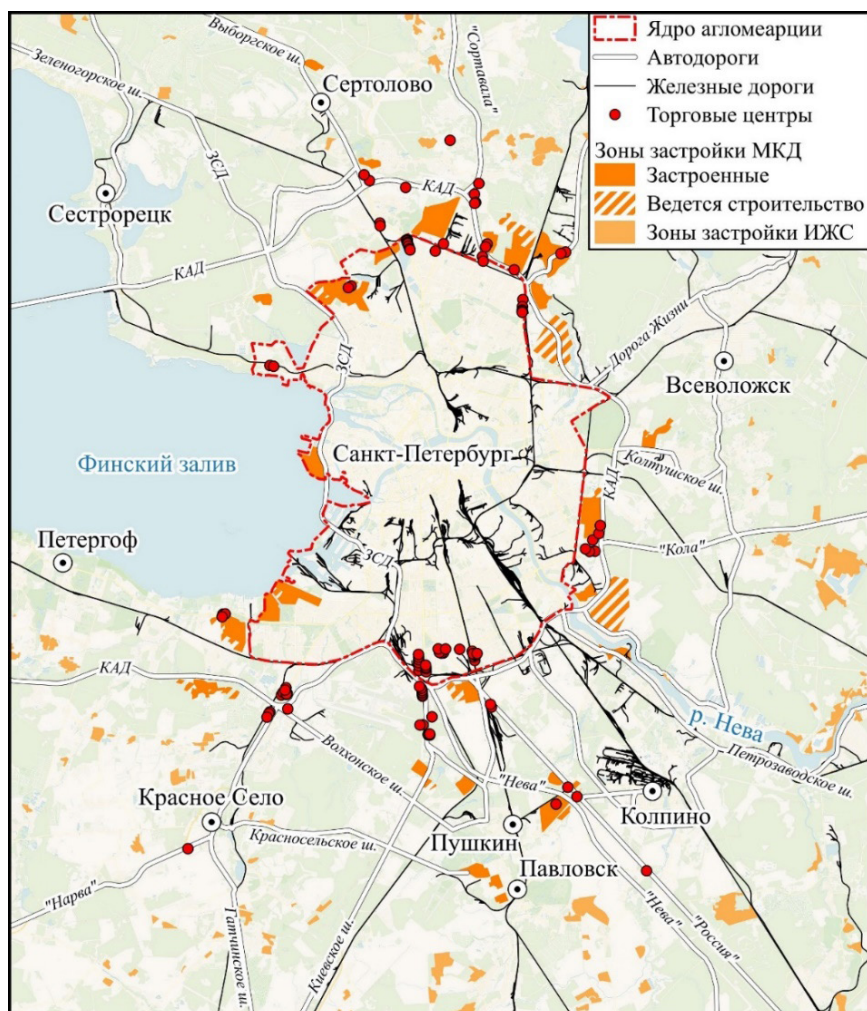 Ядро агломеарции
Автодороги
Железные дороги
Торговые центры
Зоны застройки МКД
Застроенные
Ведется строительство
Зоны застройки ИЖС
Выборгское ш.
"Сортавала"
Зеленогорское ш.
Сертолово
ЗСД
КАД
Сестрорецк
КАД
Дорога Жизни
ЗСД
Всеволожск
Санкт-Петербург
Финский залив
КАД
Колтушское ш.
Петергоф
ЗСД
"Кола"
КАД
р. Нева
Волхонское ш.
Петрозаводское ш.
"Нева"
Красное Село
Колпино
Красносельское ш.
Пушкин
Павловск
"Нарва"
Гатчинское ш.
Киевское ш.
"Нева"
"Россия"